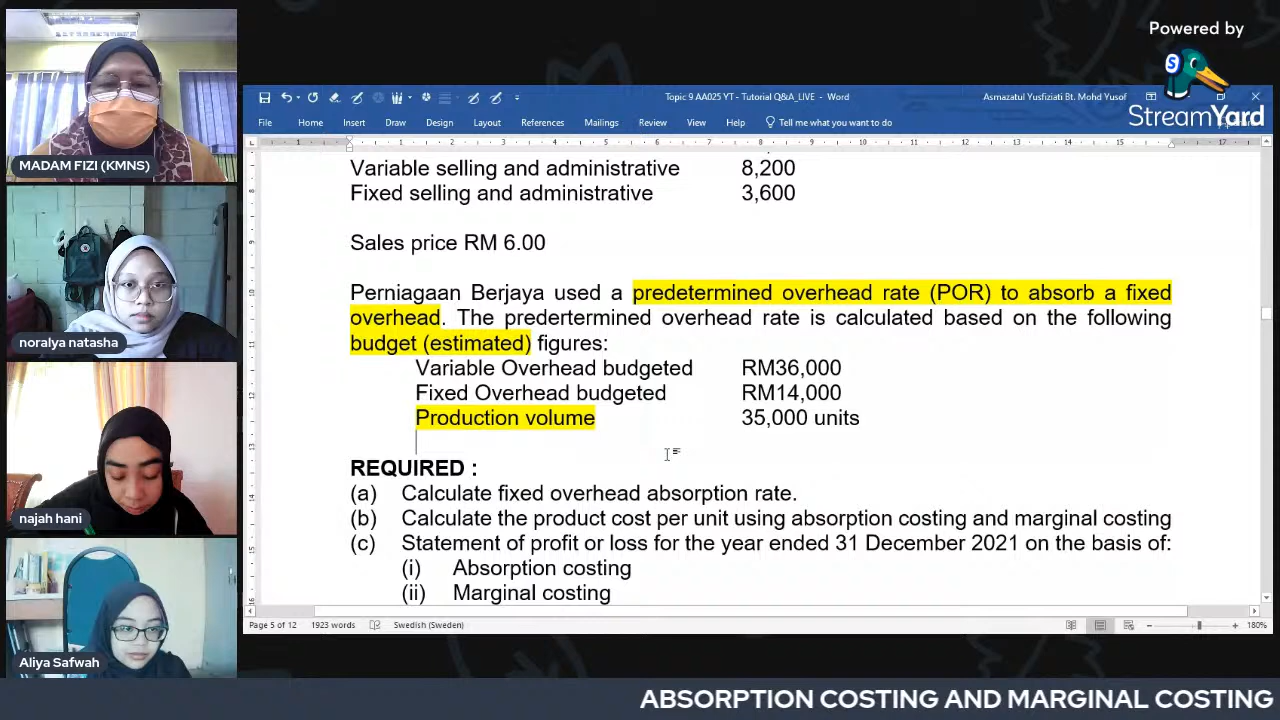 Powered by
StreamYard
MADAM FIZI (KMNS)
noralya natasha
najah hani
Aliya Safwah
Topic 9 AA025 YT - Tutorial Q&A_LIVE - Word
Asmazatul Yusfiziati Bt. Mohd Yusof
File Home Insert Draw Design Layout References Mailings Review View Help Tell me what you want to do
Variable selling and administrative 8,200
Fixed selling and administrative 3,600
Sales price RM 6.00
Perniagaan Berjaya used a predetermined overhead rate (POR) to absorb a fixed
overhead. The predertermined overhead rate is calculated based on the following
budget (estimated) figures:
Variable Overhead budgeted RM36,000
Fixed Overhead budgeted RM14,000
Production volume 35,000 units
REQUIRED :
(a) Calculate fixed overhead absorption rate.
(b) Calculate the product cost per unit using absorption costing and marginal costing
(c) Statement of profit or loss for the year ended 31 December 2021 on the basis of:
(i) Absorption costing
(ii) Marginal costing
Page 5 of 12 1923 words Swedish (Sweden) 180%
ABSORPTION COSTING AND MARGINAL COSTING